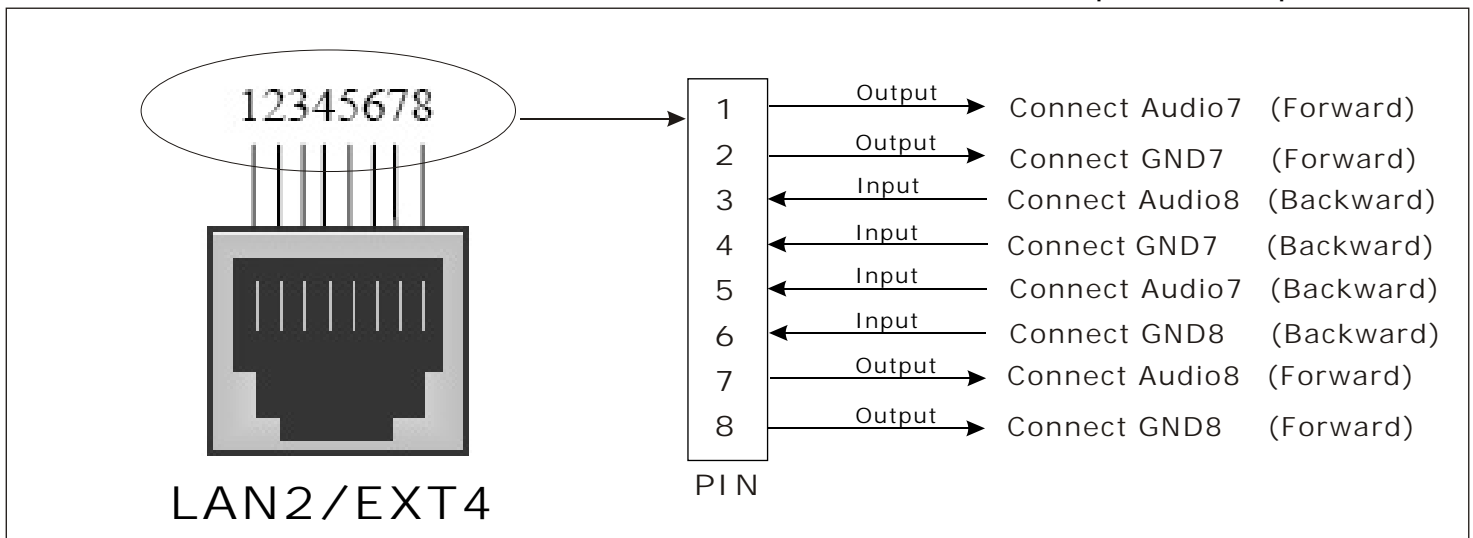 12345678
1 Output Connect Audio7 (Forward)
2 Output Connect GND7 (Forward)
3 Input Connect Audio8 (Backward)
4 Input Connect GND7 (Backward)
5 Input Connect Audio7 (Backward)
6 Input Connect GND8 (Backward)
7 Output Connect Audio8 (Forward)
8 Output Connect GND8 (Forward)
PIN
LAN2/EXT4